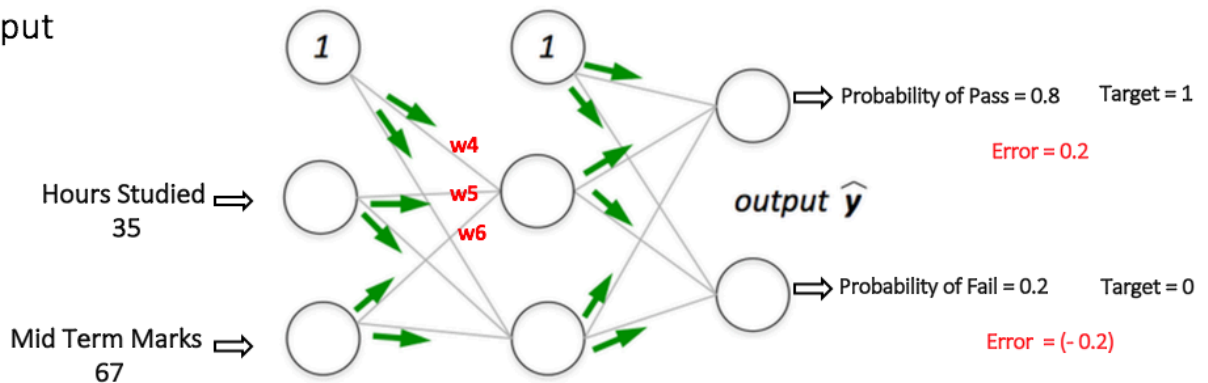 put
1
1
Probability of Pass = 0.8 Target = 1
Error = 0.2
w4
Hours Studied
35
w5
output ŷ
w6
Probability of Fail = 0.2 Target = 0
Mid Term Marks
67
Error = (- 0.2)